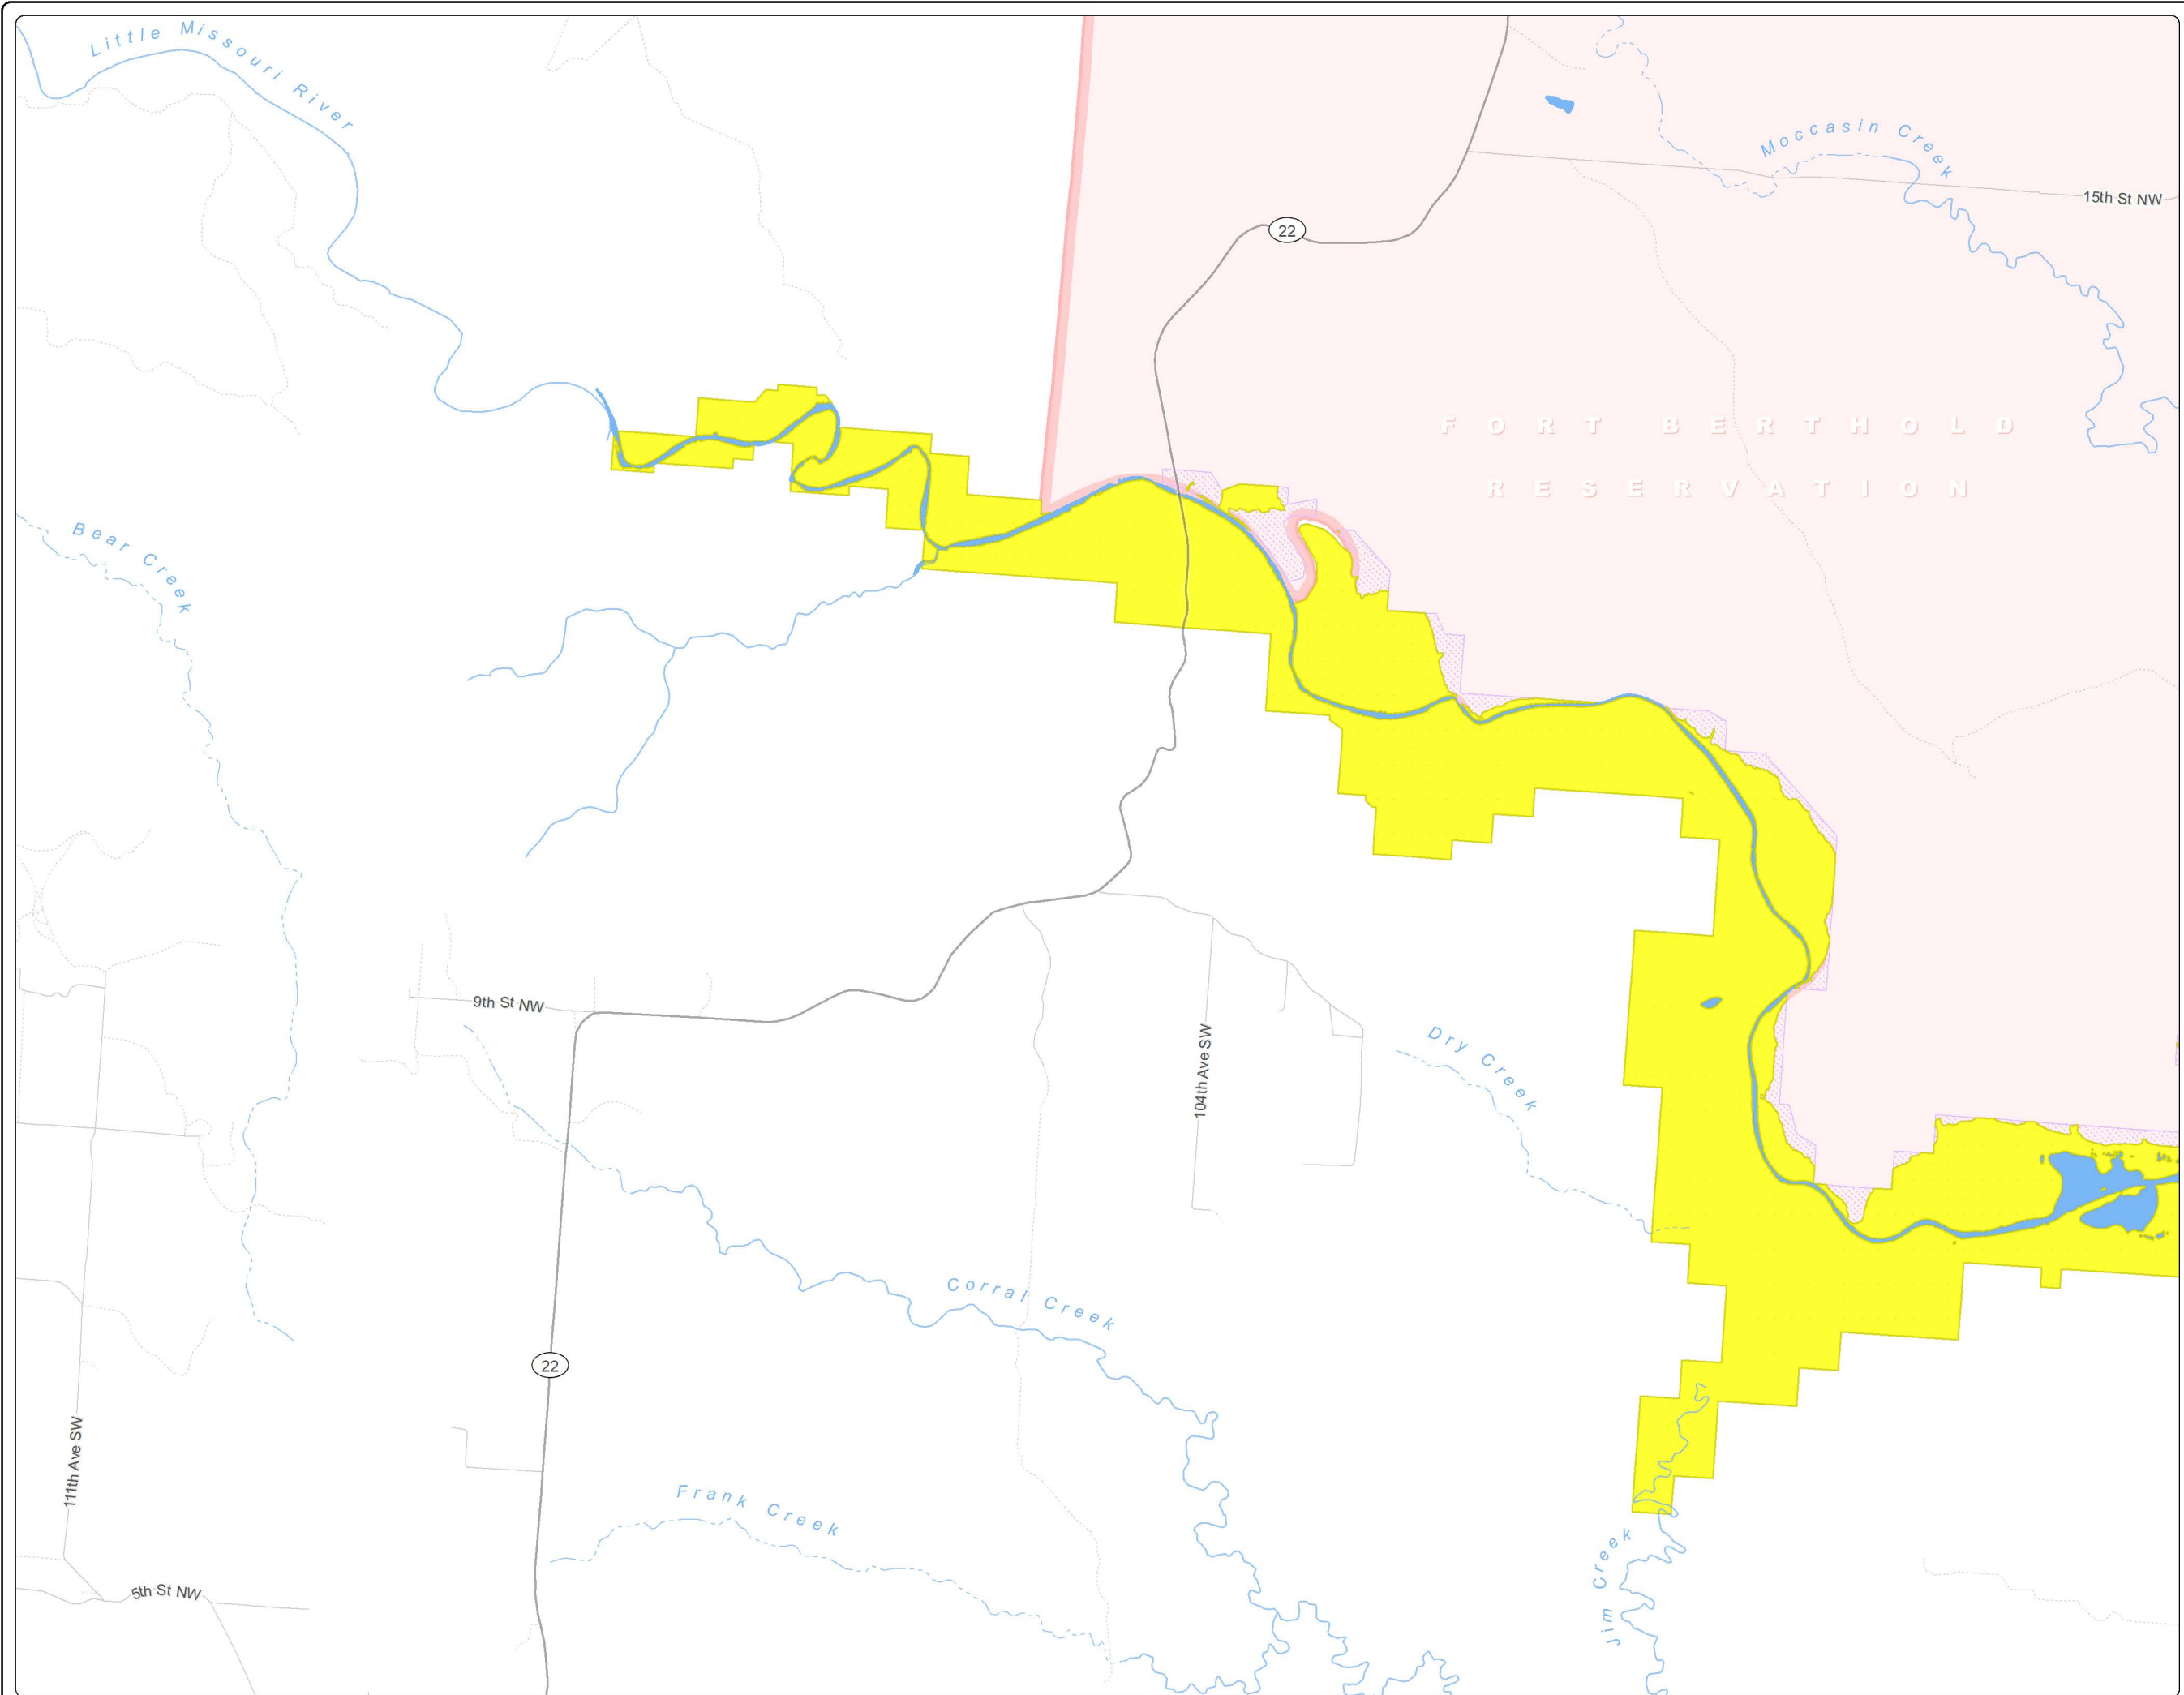 Little Missouri River
Moccasin Creek
15th St NW
22
FORT BERTHOLD
RESERVATION
Bear Creek
9th St NW
104th Ave SW
Dry Creek
Corral Creek
22
111th Ave SW
Frank Creek
Jim Creek
5th St NW